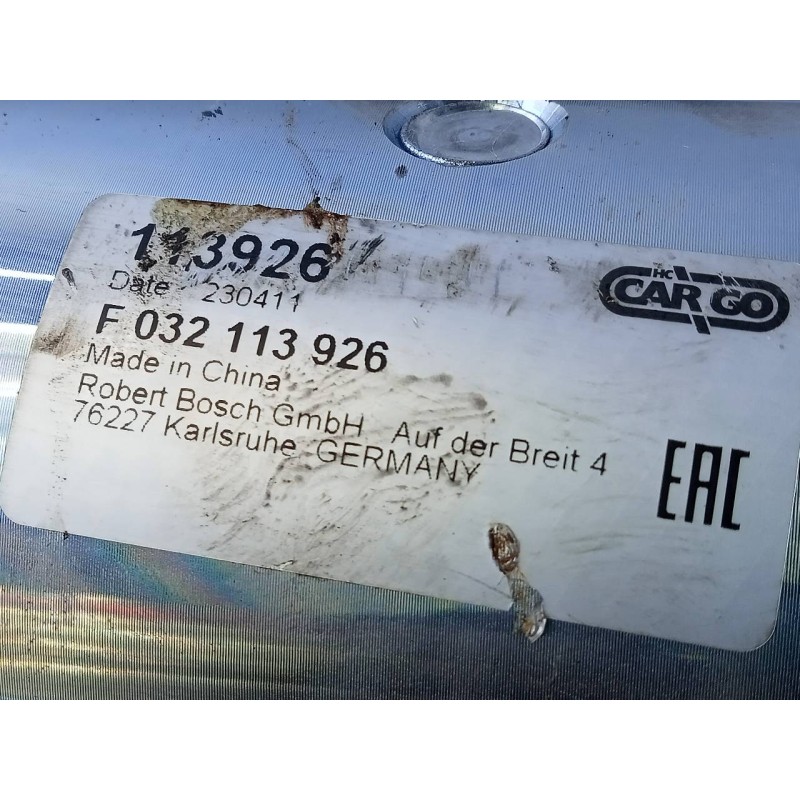 113926
HC
CARGO
Date 230411
F 032 113 926
Made in China
Robert Bosch GmbH Auf der Breit 4
76227 Karlsruhe GERMANY
EAC